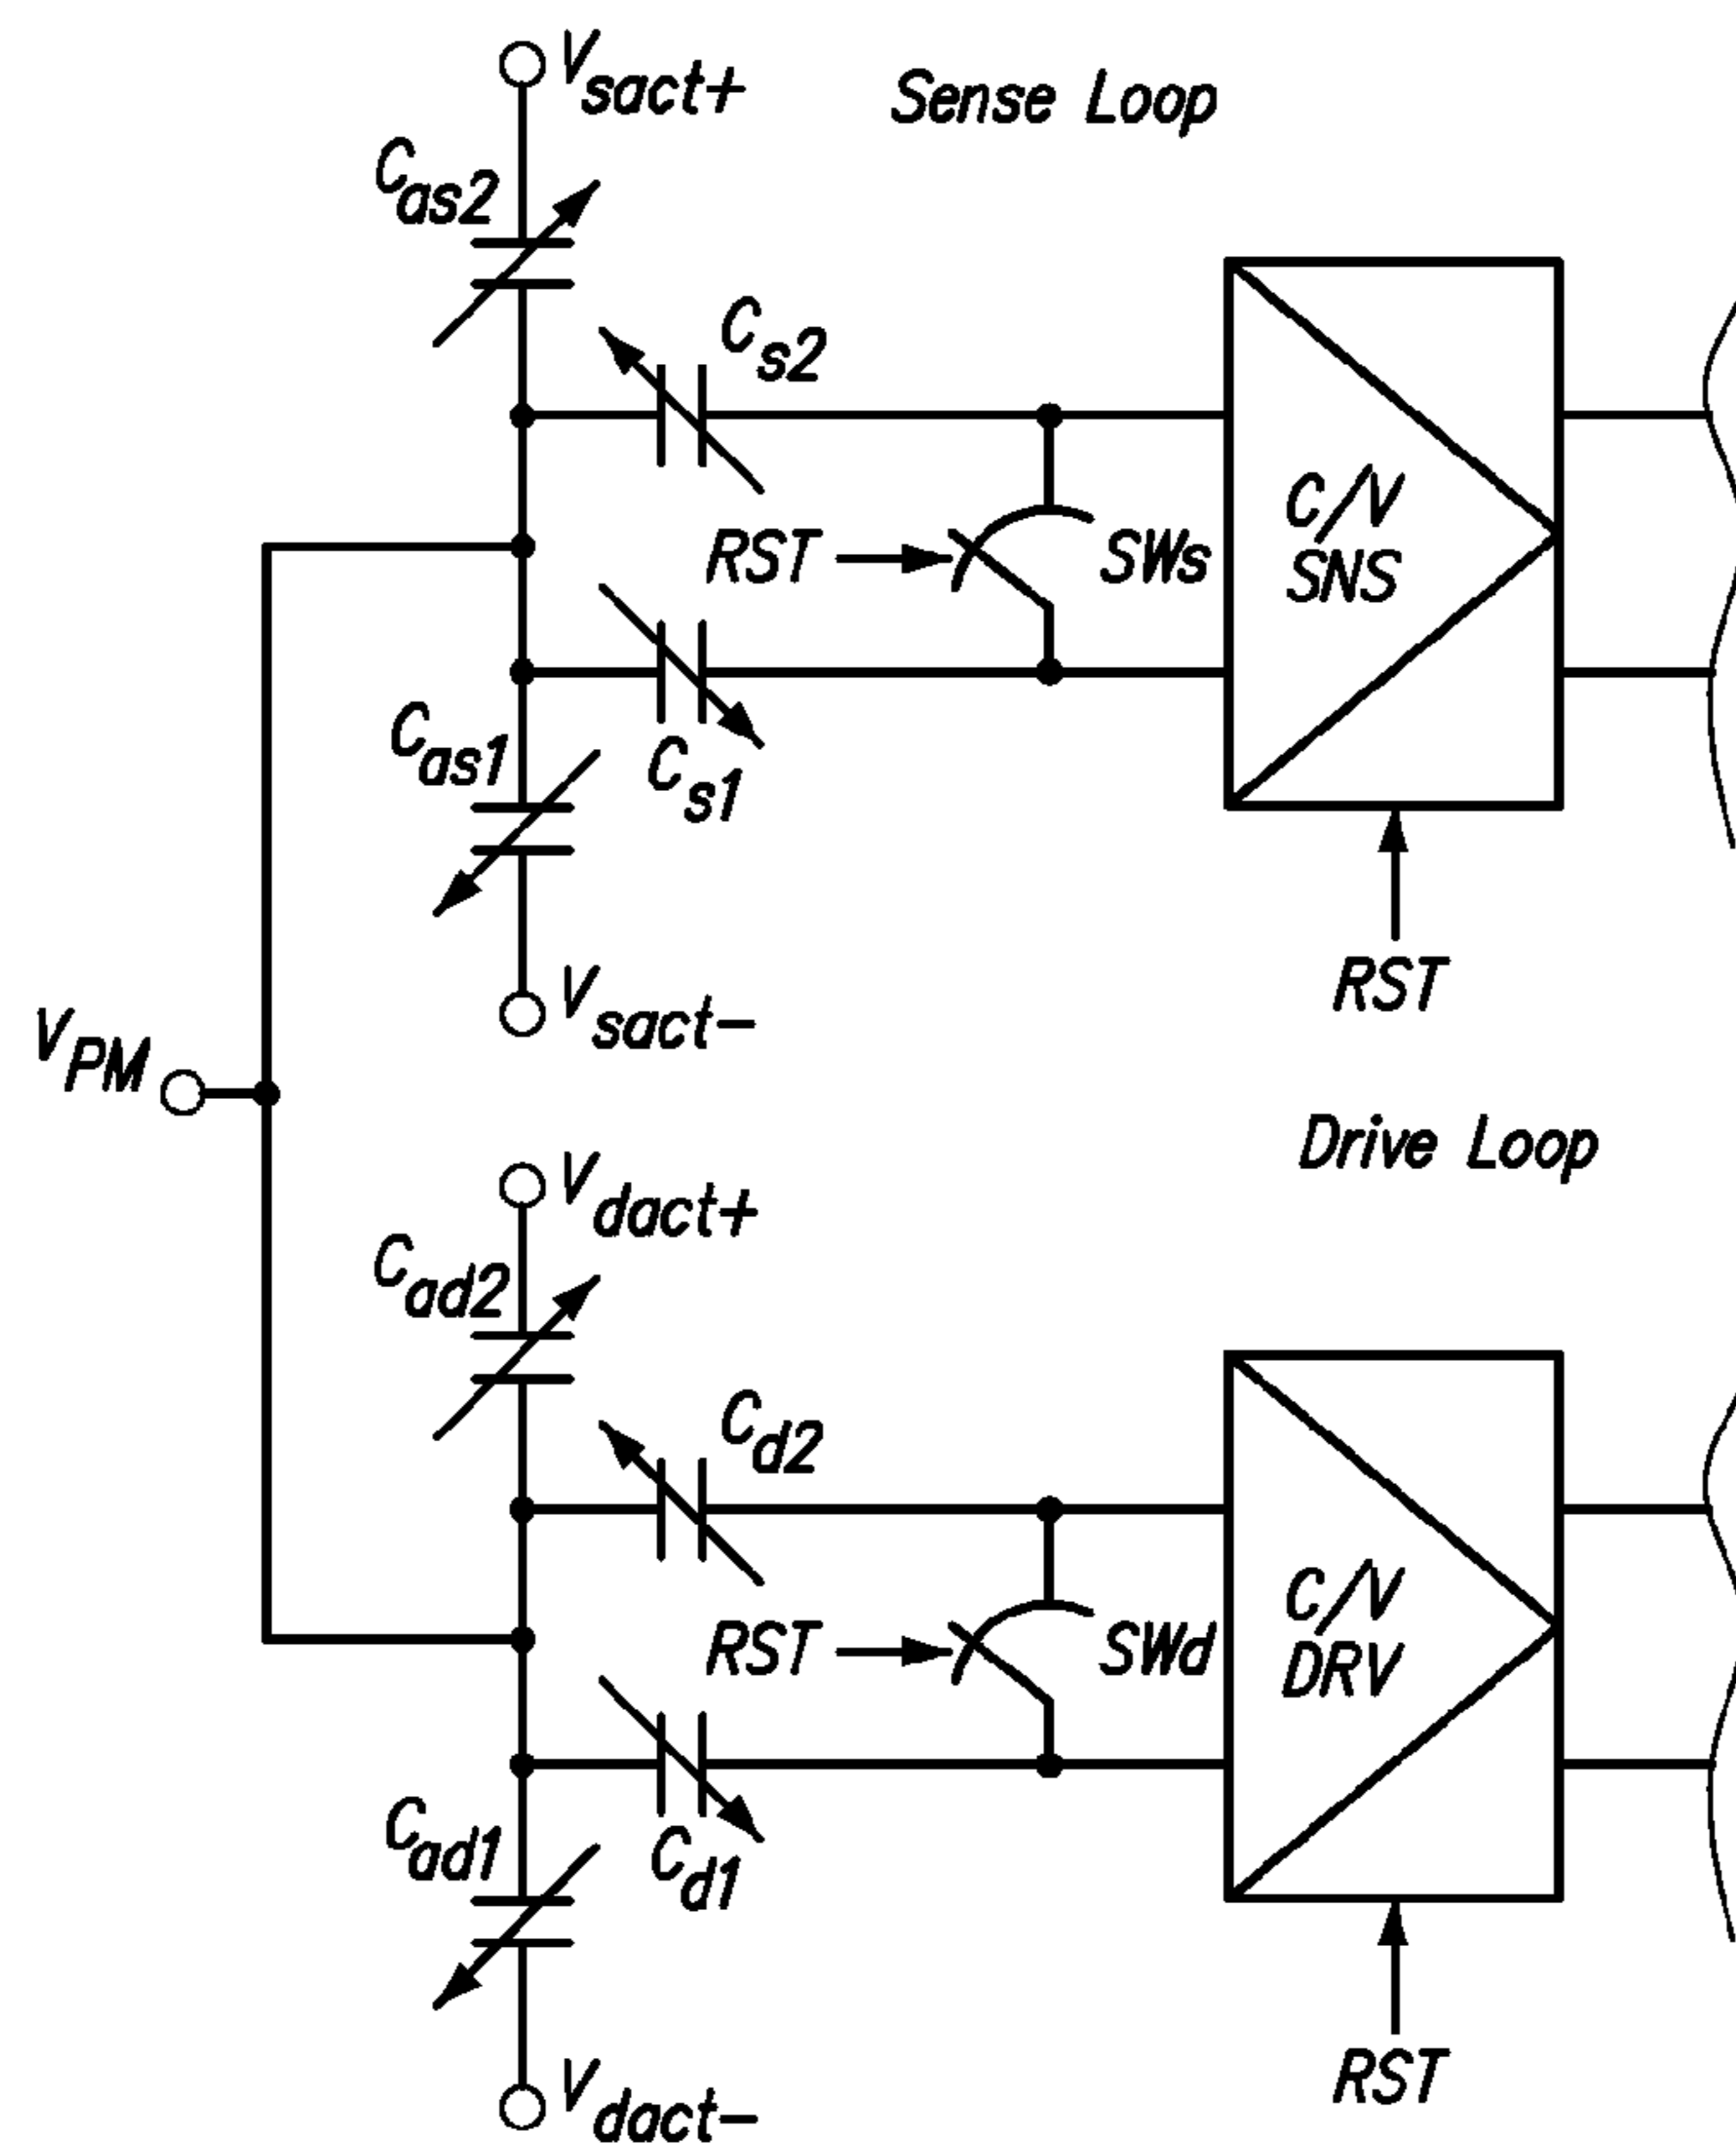 Vsact+
Sense Loop
Cas2
Cs2
C/V
SNS
RST
SWs
Cas1
Cs1
RST
Vsact-
VPM
Drive Loop
Vdact+
Cad2
Cd2
C/V
DRV
RST
SWd
Cad1
Cd1
RST
Vdact-